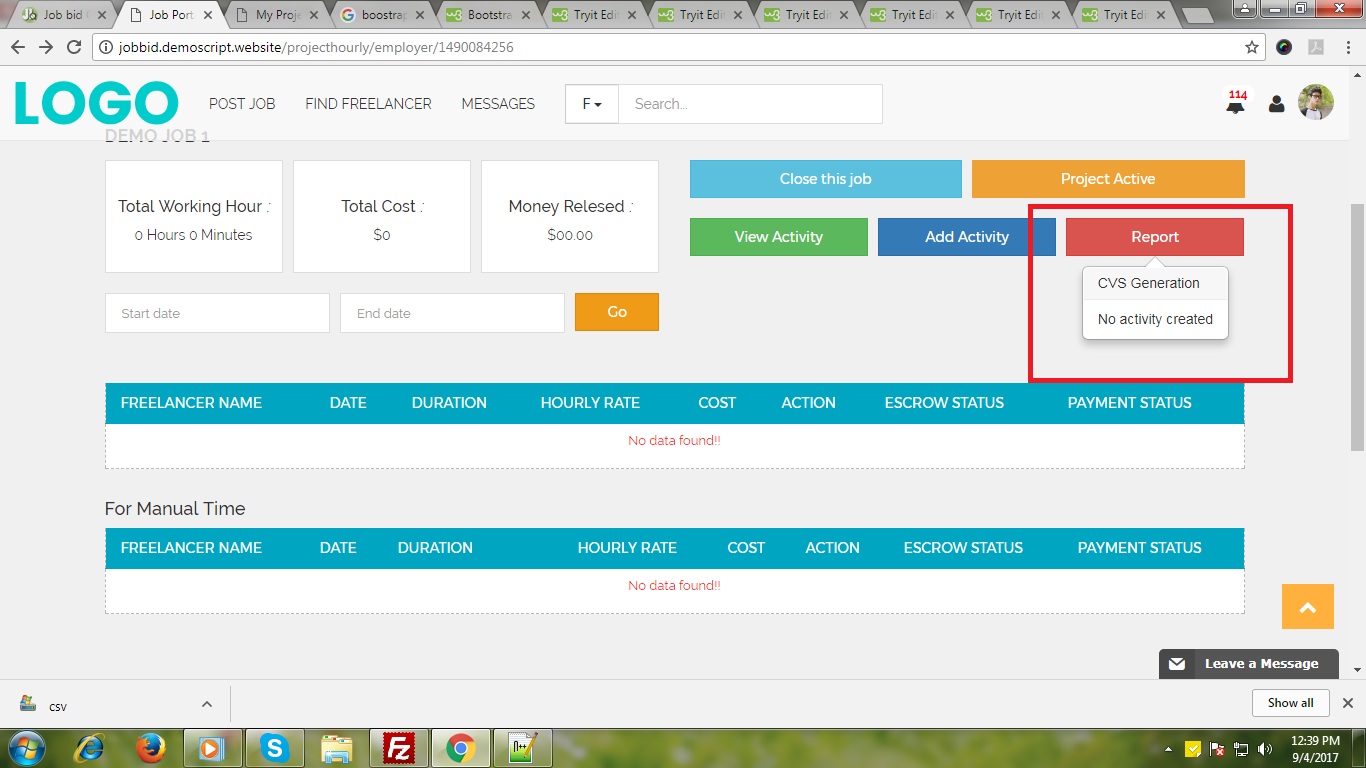 Job bid
Job Port
My Proje
boostrap
Bootstra
Tryit Edi
Tryit Edi
Tryit Edi
Tryit Edi
Tryit Edi
Tryit Edi
jobbid.demoscript.website/projecthourly/employer/1490084256
LOGO POST JOB FIND FREELANCER MESSAGES F Search... 114
DEMO JOB 1
Total Working Hour :
0 Hours 0 Minutes
Total Cost :
$0
Money Relesed :
$00.00
Close this job
Project Active
View Activity
Add Activity
Report
CVS Generation
No activity created
Start date
End date
Go
FREELANCER NAME DATE DURATION HOURLY RATE COST ACTION ESCROW STATUS PAYMENT STATUS
No data found!!
For Manual Time
FREELANCER NAME DATE DURATION HOURLY RATE COST ACTION ESCROW STATUS PAYMENT STATUS
No data found!!
Leave a Message
csv
Show all
12:39 PM
9/4/2017